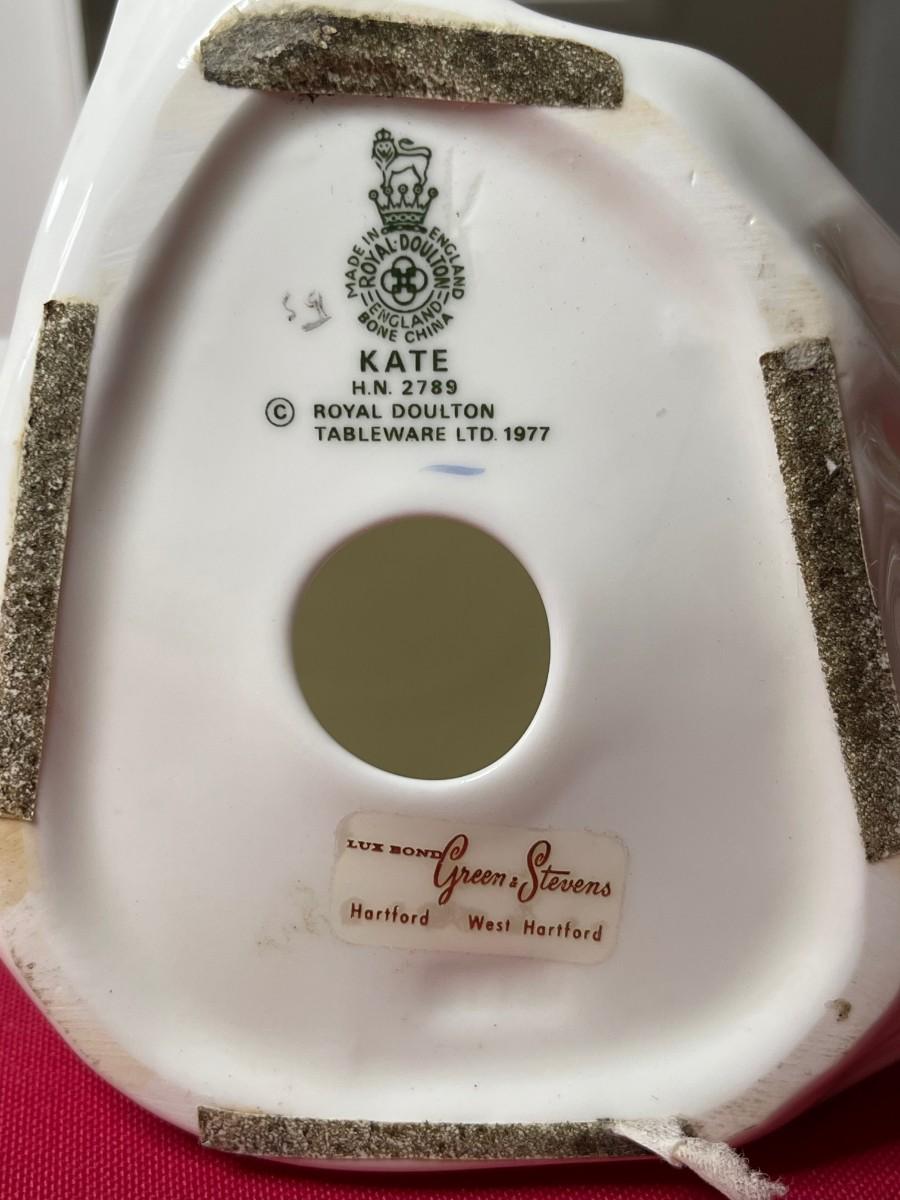 MADE IN ENGLAND
ROYAL·DOULTON
ENGLAND
BONE CHINA
KATE
H.N. 2789
© ROYAL DOULTON
TABLEWARE LTD. 1977
LUX BOND Green & Stevens
Hartford West Hartford